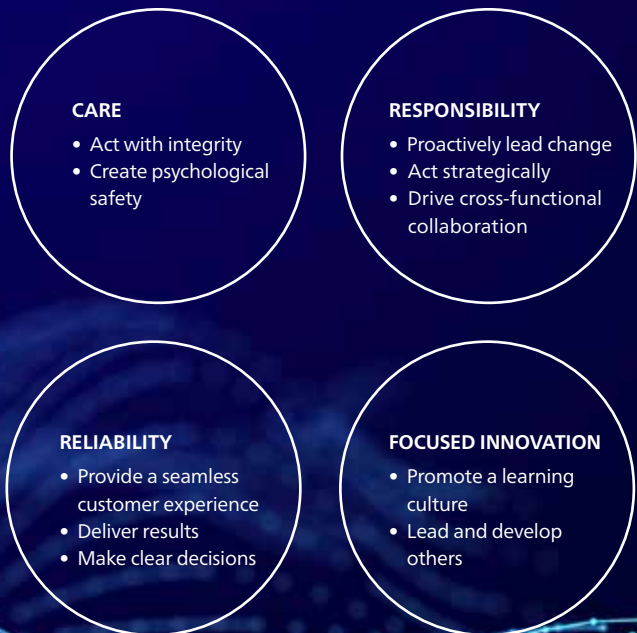 CARE
• Act with integrity
• Create psychological
safety
RESPONSIBILITY
• Proactively lead change
• Act strategically
• Drive cross-functional
collaboration
RELIABILITY
• Provide a seamless
customer experience
• Deliver results
• Make clear decisions
FOCUSED INNOVATION
• Promote a learning
culture
• Lead and develop
others